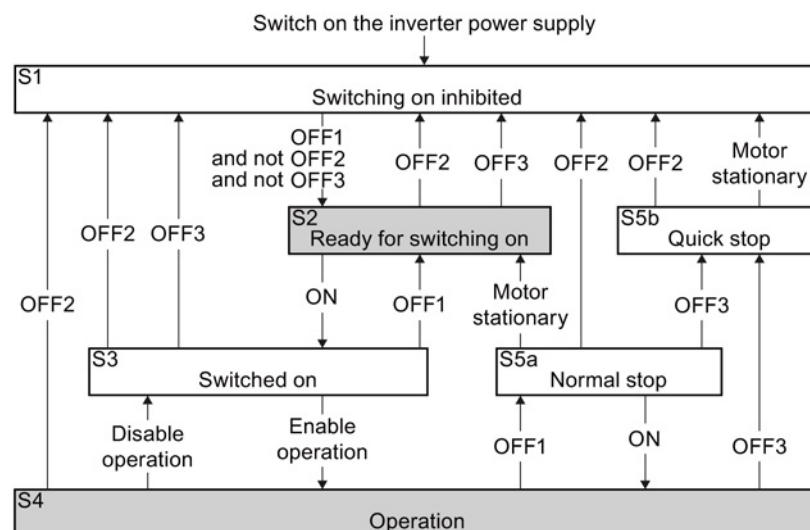 Switch on the inverter power supply
S1
Switching on inhibited
OFF1
and not OFF2
and not OFF3
OFF2
OFF3
OFF2
OFF2
Motor
stationary
S2
Ready for switching on
S5b
Quick stop
OFF2
OFF3
OFF2
ON
OFF1
Motor
stationary
OFF3
S3
Switched on
S5a
Normal stop
Disable
operation
Enable
operation
OFF1
ON
OFF3
S4
Operation